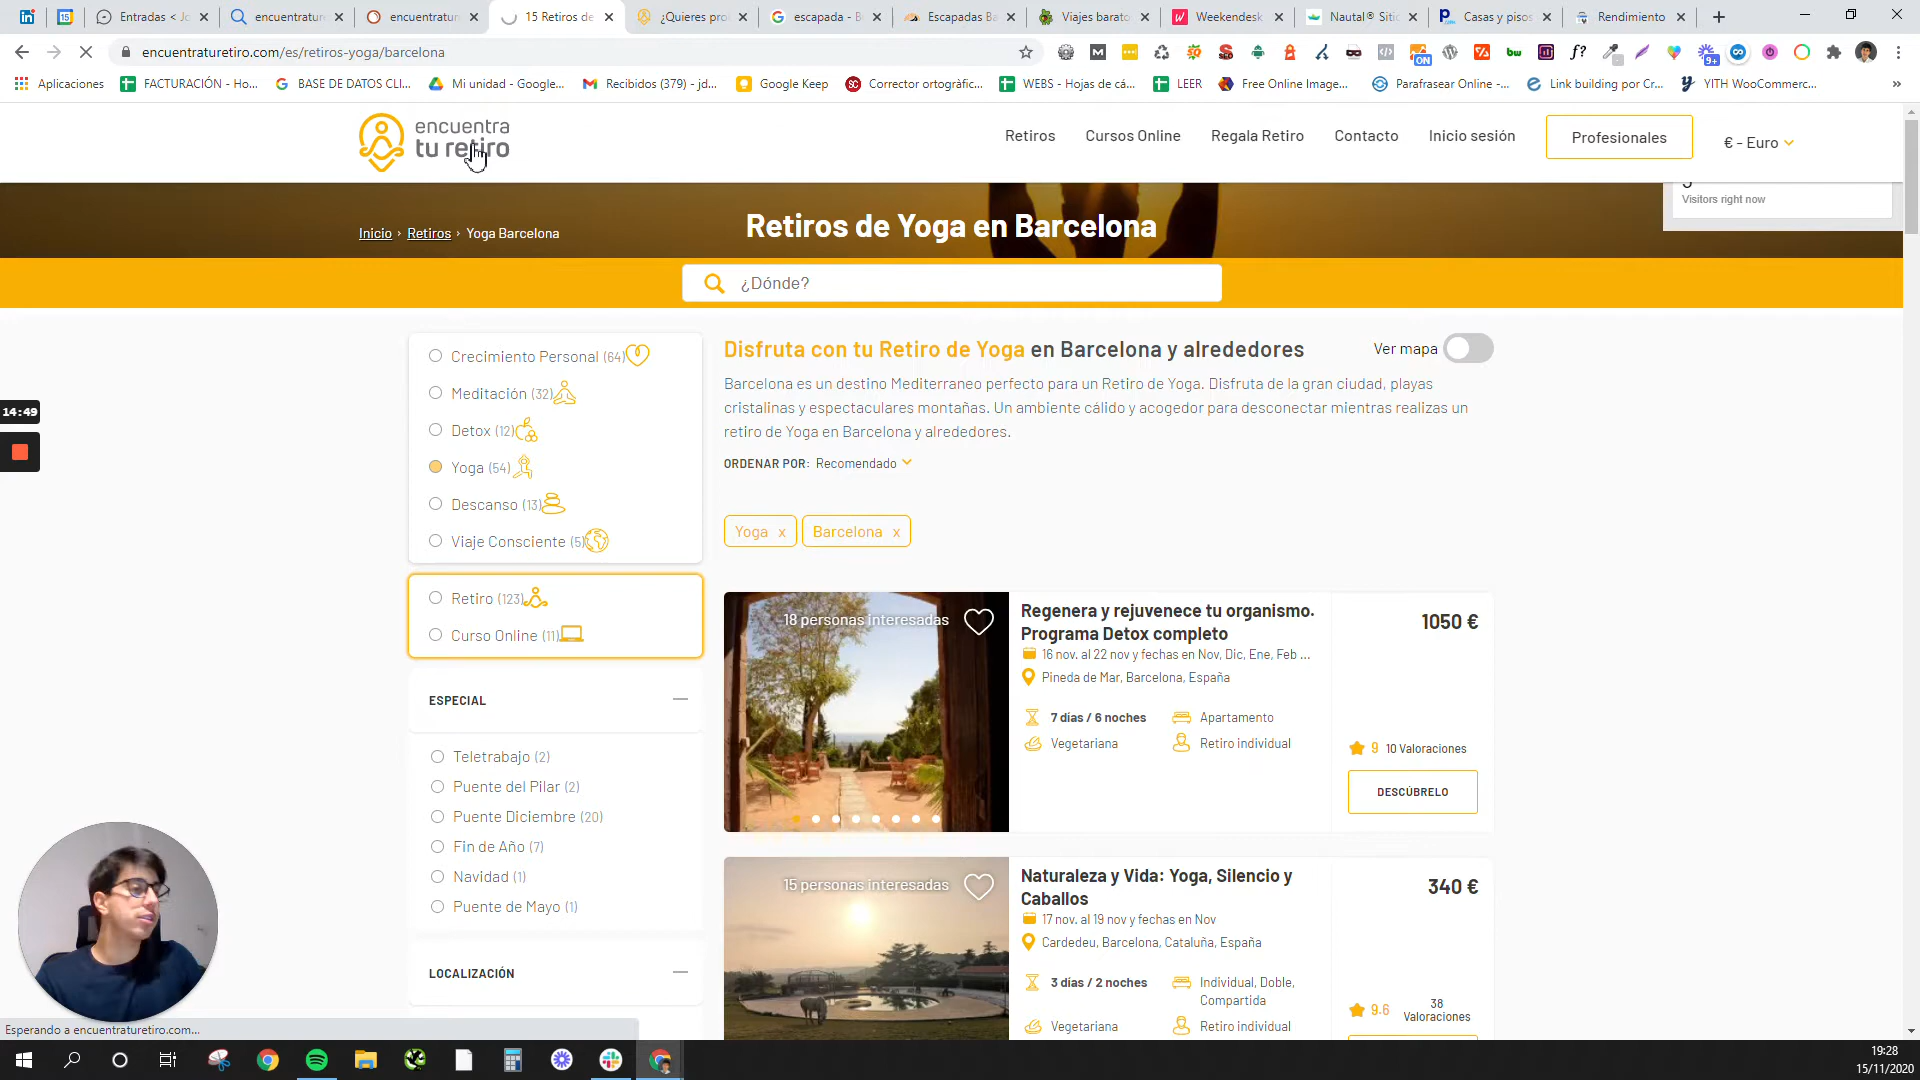 Entradas < Jo
encuentratur
encuentratur
15 Retiros de
¿Quieres pro
escapada - B
Escapadas Ba
Viajes barato
Weekendesk
Nautal® Siti
Casas y pisos
Rendimiento
encuentraturetiro.com/es/retiros-yoga/barcelona
ON
9+
Aplicaciones
FACTURACIÓN - Ho...
BASE DE DATOS CLI...
Mi unidad - Google...
Recibidos (379) - jd...
Google Keep
Corrector ortogràfic...
WEBS - Hojas de cá...
LEER
Free Online Image...
Parafrasear Online -...
Link building por Cr...
YITH WooCommerc...
encuentra
tu retiro
Retiros
Cursos Online
Regala Retiro
Contacto
Inicio sesión
Profesionales
€ - Euro
Visitors right now
Inicio › Retiros › Yoga Barcelona
Retiros de Yoga en Barcelona
¿Dónde?
Crecimiento Personal (64)
Meditación (32)
Detox (12)
Yoga (54)
Descanso (13)
Viaje Consciente (5)
Retiro (123)
Curso Online (11)
ESPECIAL
Teletrabajo (2)
Puente del Pilar (2)
Puente Diciembre (20)
Fin de Año (7)
Navidad (1)
Puente de Mayo (1)
LOCALIZACIÓN
14:49
Disfruta con tu Retiro de Yoga en Barcelona y alrededores
Ver mapa
Barcelona es un destino Mediterraneo perfecto para un Retiro de Yoga. Disfruta de la gran ciudad, playas
cristalinas y espectaculares montañas. Un ambiente cálido y acogedor para desconectar mientras realizas un
retiro de Yoga en Barcelona y alrededores.
ORDENAR POR: Recomendado
Yoga x
Barcelona x
18 personas interesadas
Regenera y rejuvenece tu organismo.
Programa Detox completo
16 nov. al 22 nov y fechas en Nov, Dic, Ene, Feb ...
Pineda de Mar, Barcelona, España
7 días / 6 noches
Apartamento
Vegetariana
Retiro individual
1050 €
9 10 Valoraciones
DESCÚBRELO
15 personas interesadas
Naturaleza y Vida: Yoga, Silencio y
Caballos
17 nov. al 19 nov y fechas en Nov
Cardedeu, Barcelona, Cataluña, España
3 días / 2 noches
Individual, Doble,
Compartida
Vegetariana
Retiro individual
340 €
9.6
38
Valoraciones
Esperando a encuentraturetiro.com...
19:28
15/11/2020